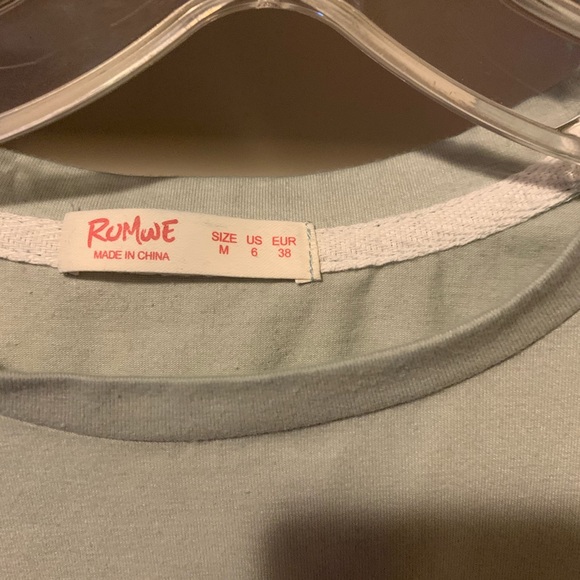 ROMWE
MADE IN CHINA
SIZE US EUR
M 6 38